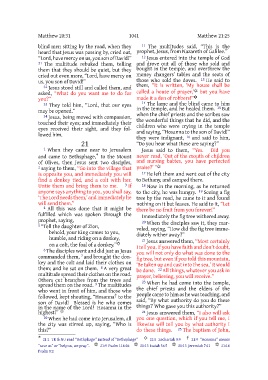 Matthew 20:31 1041 Matthew 21:25
blind men sitting by the road, when they
heard that Jesus was passing by, cried out,
“Lord, have mercy on us, you son of David!”
31 The multitude rebuked them, telling
them that they should be quiet, but they
cried out even more, “Lord, have mercy on
us, you son of David!”
32 Jesus stood still and called them, and
asked, “What do you want me to do for
you?”
33 They told him, “Lord, that our eyes
may be opened.”
34 Jesus, being moved with compassion,
touched their eyes; and immediately their
eyes received their sight, and they fol-
lowed him.
21
1 When they came near to Jerusalem
and came to Bethsphage,* to the Mount
of Olives, then Jesus sent two disciples,
2 saying to them, “Go into the village that
is opposite you, and immediately you will
find a donkey tied, and a colt with her.
Untie them and bring them to me. 3 If
anyone says anything to you, you shall say,
‘The Lord needs them,’ and immediately he
will send them.”
4 All this was done that it might be
fulfilled which was spoken through the
prophet, saying,
5 “Tell the daughter of Zion,
behold, your King comes to you,
humble, and riding on a donkey,
on a colt, the foal of a donkey.”†
6 The disciples went and did just as Jesus
commanded them, 7 and brought the don-
key and the colt and laid their clothes on
them; and he sat on them. 8 A very great
multitude spread their clothes on the road.
Others cut branches from the trees and
spread them on the road. 9 The multitudes
who went in front of him, and those who
followed, kept shouting, “Hosanna‡ to the
son of David! Blessed is he who comes
in the name of the Lord! Hosanna in the
highest!”§
10 When he had come into Jerusalem, all
the city was stirred up, saying, “Who is
this?”
11 The multitudes said, “This is the
prophet, Jesus, from Nazareth of Galilee.”
12 Jesus entered into the temple of God
and drove out all of those who sold and
bought in the temple, and overthrew the
money changers’ tables and the seats of
those who sold the doves. 13 He said to
them, “It is written, ‘My house shall be
called a house of prayer,’* but you have
made it a den of robbers!”†
14 The lame and the blind came to him
in the temple, and he healed them. 15 But
when the chief priests and the scribes saw
the wonderful things that he did, and the
children who were crying in the temple
and saying, “Hosanna to the son of David!”
they were indignant, 16 and said to him,
“Do you hear what these are saying?”
Jesus said to them, “Yes. Did you
never read, ‘Out of the mouth of children
and nursing babies, you have perfected
praise’?”‡
17 He left them and went out of the city
to Bethany, and camped there.
18 Now in the morning, as he returned
to the city, he was hungry. 19 Seeing a fig
tree by the road, he came to it and found
nothing on it but leaves. He said to it, “Let
there be no fruit from you forever!”
Immediately the fig tree withered away.
20 When the disciples saw it, they mar-
veled, saying, “How did the fig tree imme-
diately wither away?”
21 Jesus answered them, “Most certainly
I tell you, if you have faith and don’t doubt,
you will not only do what was done to the
fig tree, but even if you told this mountain,
‘Be taken up and cast into the sea,’ it would
be done. 22 All things, whatever you ask in
prayer, believing, you will receive.”
23 When he had come into the temple,
the chief priests and the elders of the
people came to him as he was teaching, and
said, “By what authority do you do these
things? Who gave you this authority?”
24 Jesus answered them, “I also will ask
you one question, which if you tell me, I
likewise will tell you by what authority I
do these things. 25 The baptism of John,
* 21:1 TR & NU read “Bethphage” instead of “Bethsphage” † 21:5 Zechariah 9:9 ‡ 21:9 “Hosanna” means
“save us” or “help us, we pray”. § 21:9 Psalm 118:26 * 21:13 Isaiah 56:7 † 21:13 Jeremiah 7:11 ‡ 21:16
Psalm 8:2